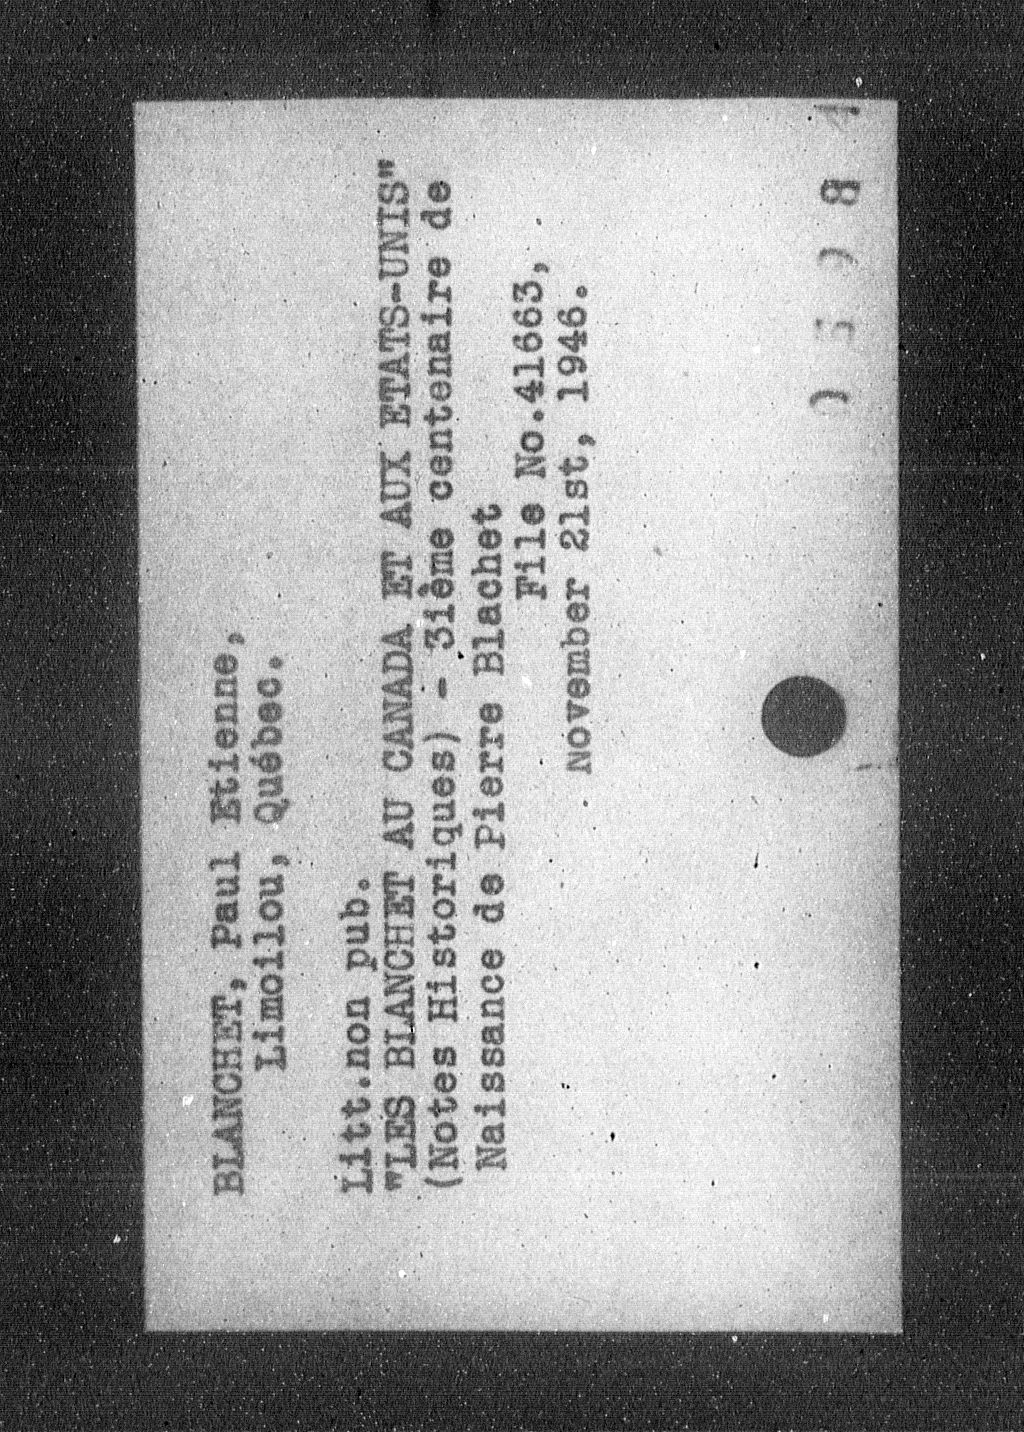 BLANCHET, Paul Etienne,
Limoilou, Québec.
Litt.non pub.
"LES BLANCHET AU CANADA ET AUX ETATS-UNIS"
(Notes Historiques) - 3ième centenaire de
Naissance de Pierre Blachet
File No.41663,
November 21st, 1946.